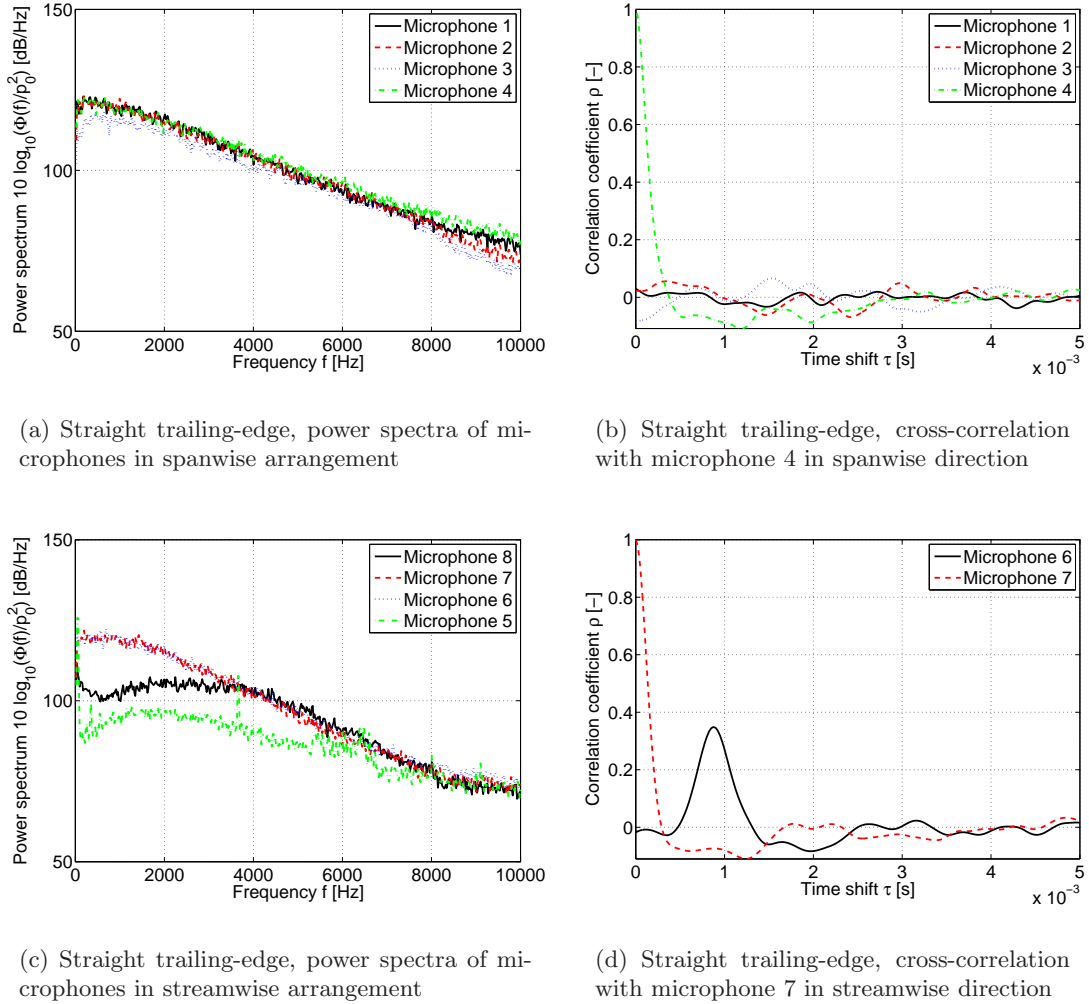 150
100
50
Power spectrum 10 log10(Φ(f)/p0^2) [dB/Hz]
0 2000 4000 6000 8000 10000
Frequency f [Hz]
Microphone 1
Microphone 2
Microphone 3
Microphone 4
1
0.8
0.6
0.4
0.2
0
Correlation coefficient ρ [−]
0 1 2 3 4 5
x 10−3
Time shift τ [s]
Microphone 1
Microphone 2
Microphone 3
Microphone 4
(a) Straight trailing-edge, power spectra of mi-
crophones in spanwise arrangement
(b) Straight trailing-edge, cross-correlation
with microphone 4 in spanwise direction
150
100
50
Power spectrum 10 log10(Φ(f)/p0^2) [dB/Hz]
0 2000 4000 6000 8000 10000
Frequency f [Hz]
Microphone 8
Microphone 7
Microphone 6
Microphone 5
1
0.8
0.6
0.4
0.2
0
Correlation coefficient ρ [−]
0 1 2 3 4 5
x 10−3
Time shift τ [s]
Microphone 6
Microphone 7
(c) Straight trailing-edge, power spectra of mi-
crophones in streamwise arrangement
(d) Straight trailing-edge, cross-correlation
with microphone 7 in streamwise direction